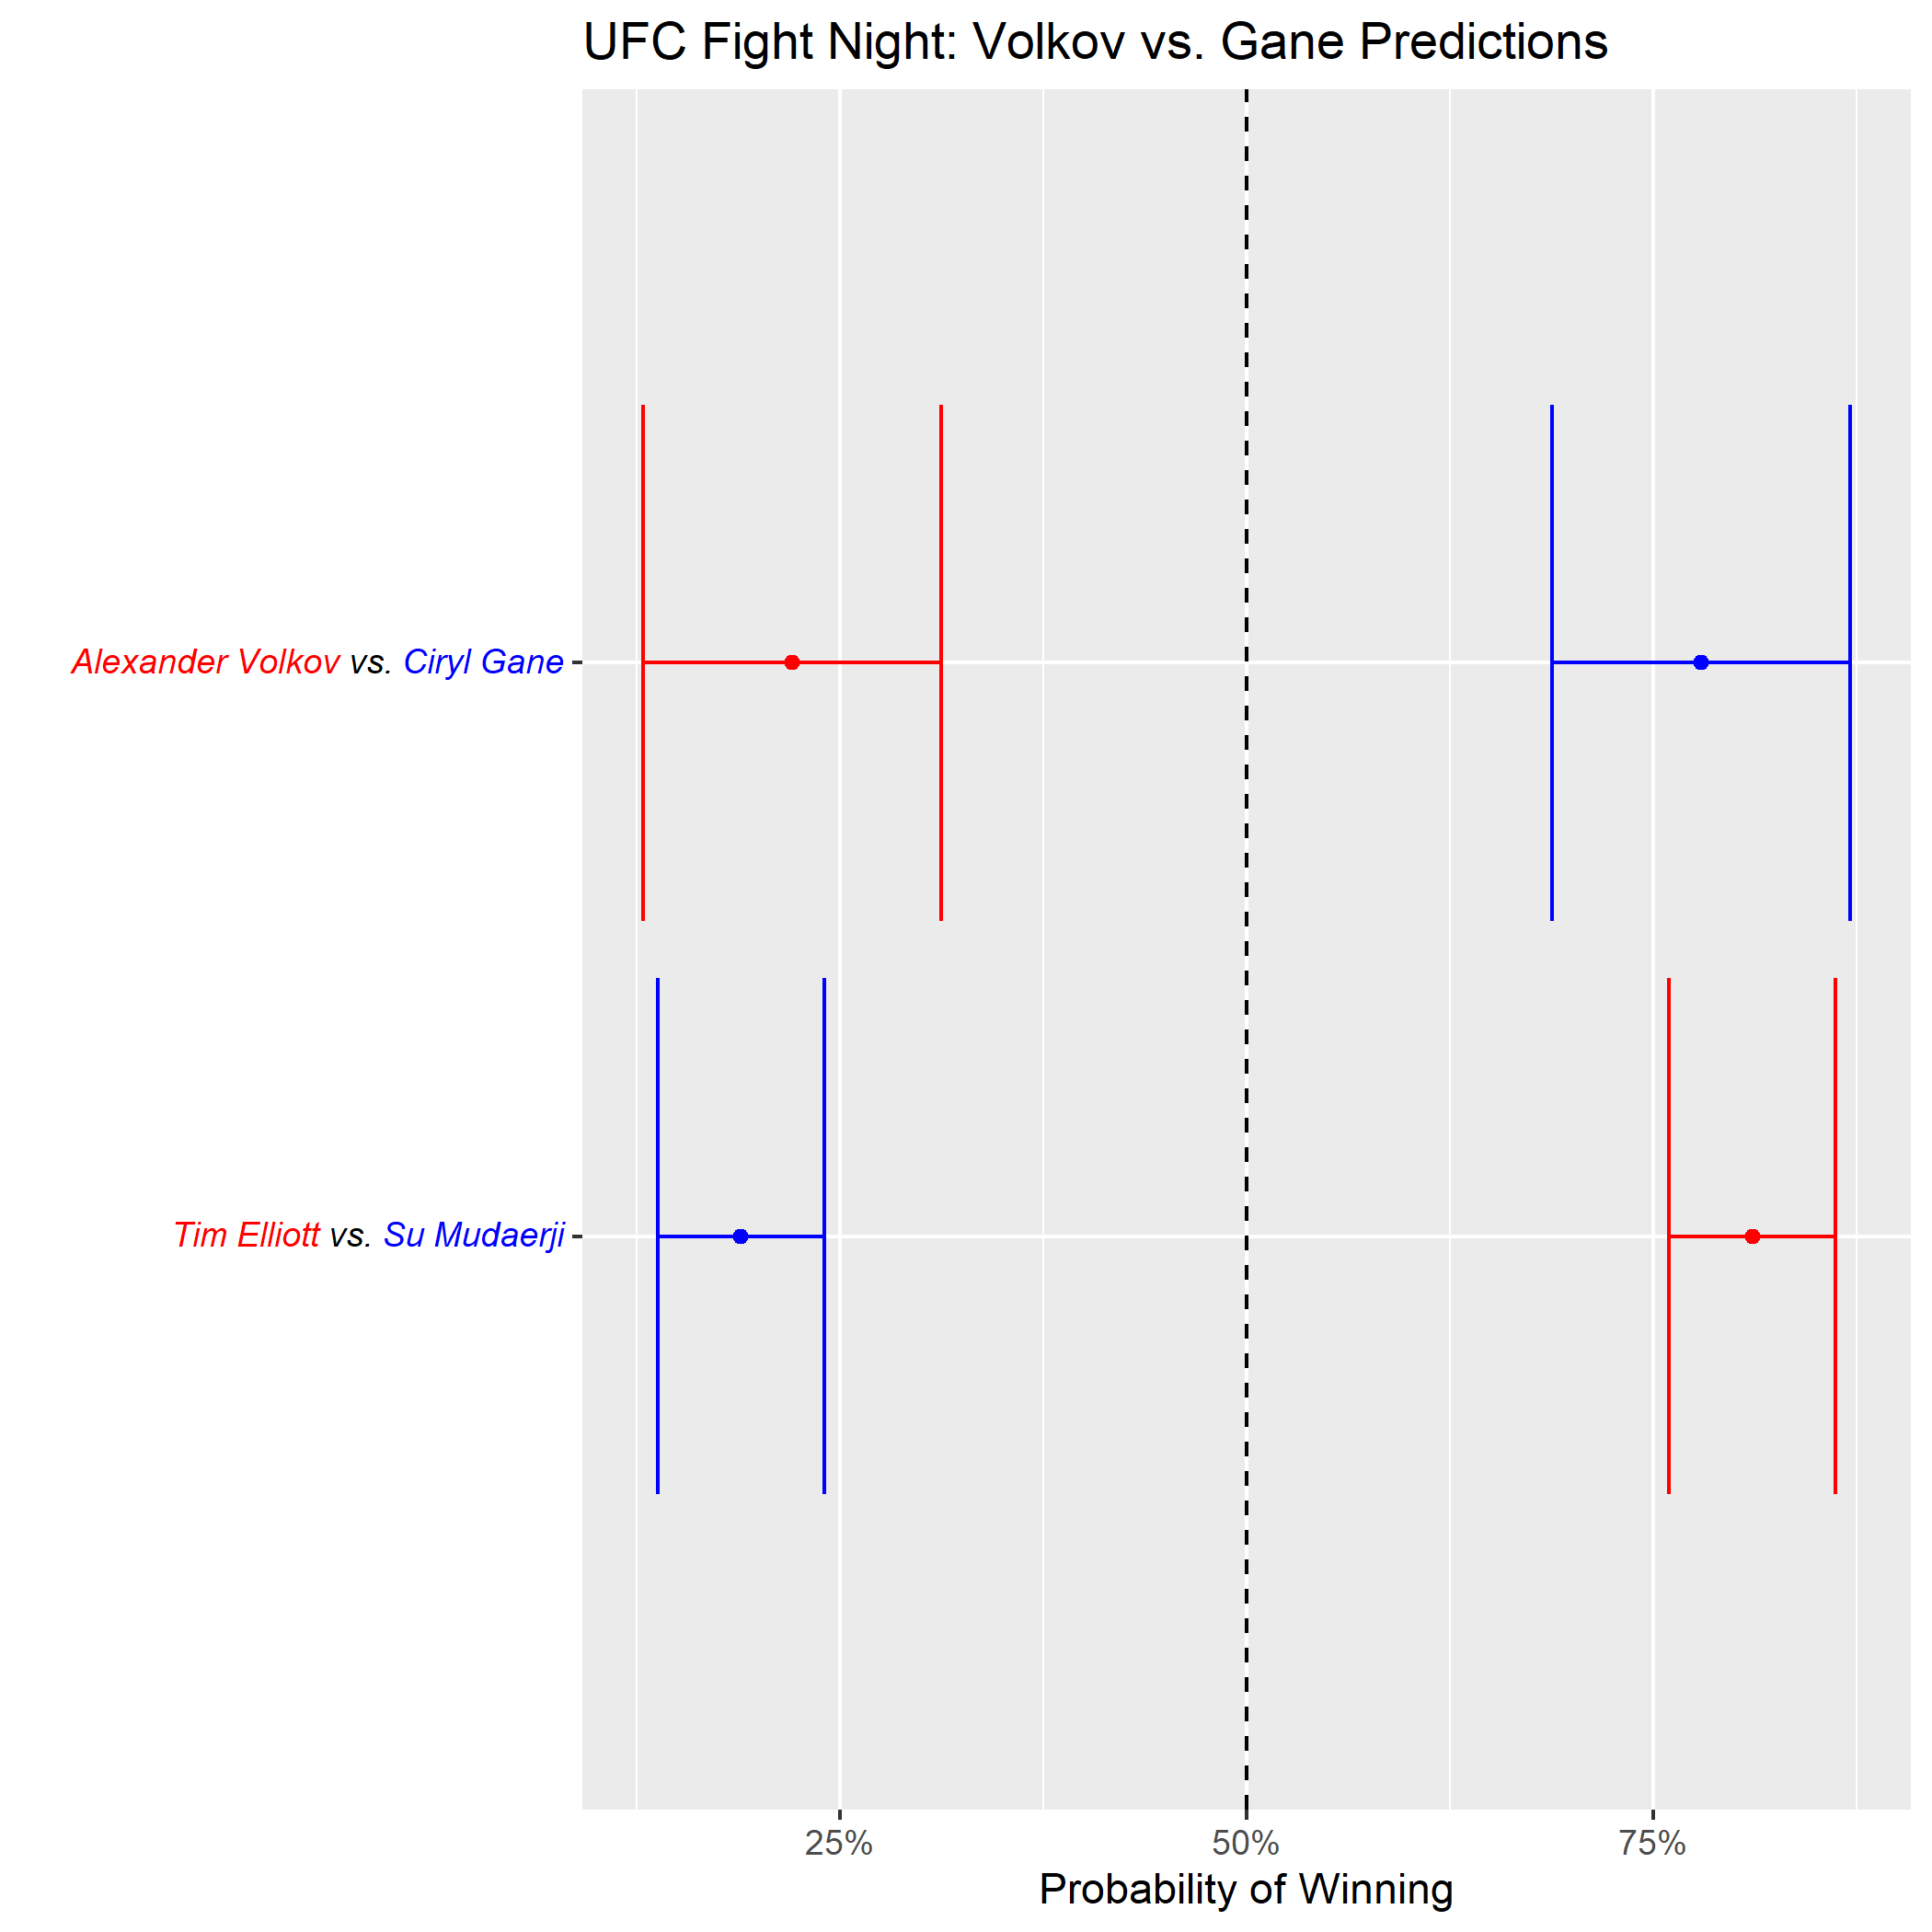 UFC Fight Night: Volkov vs. Gane Predictions
Alexander Volkov vs. Ciryl Gane
Tim Elliott vs. Su Mudaerji
25%
50%
75%
Probability of Winning